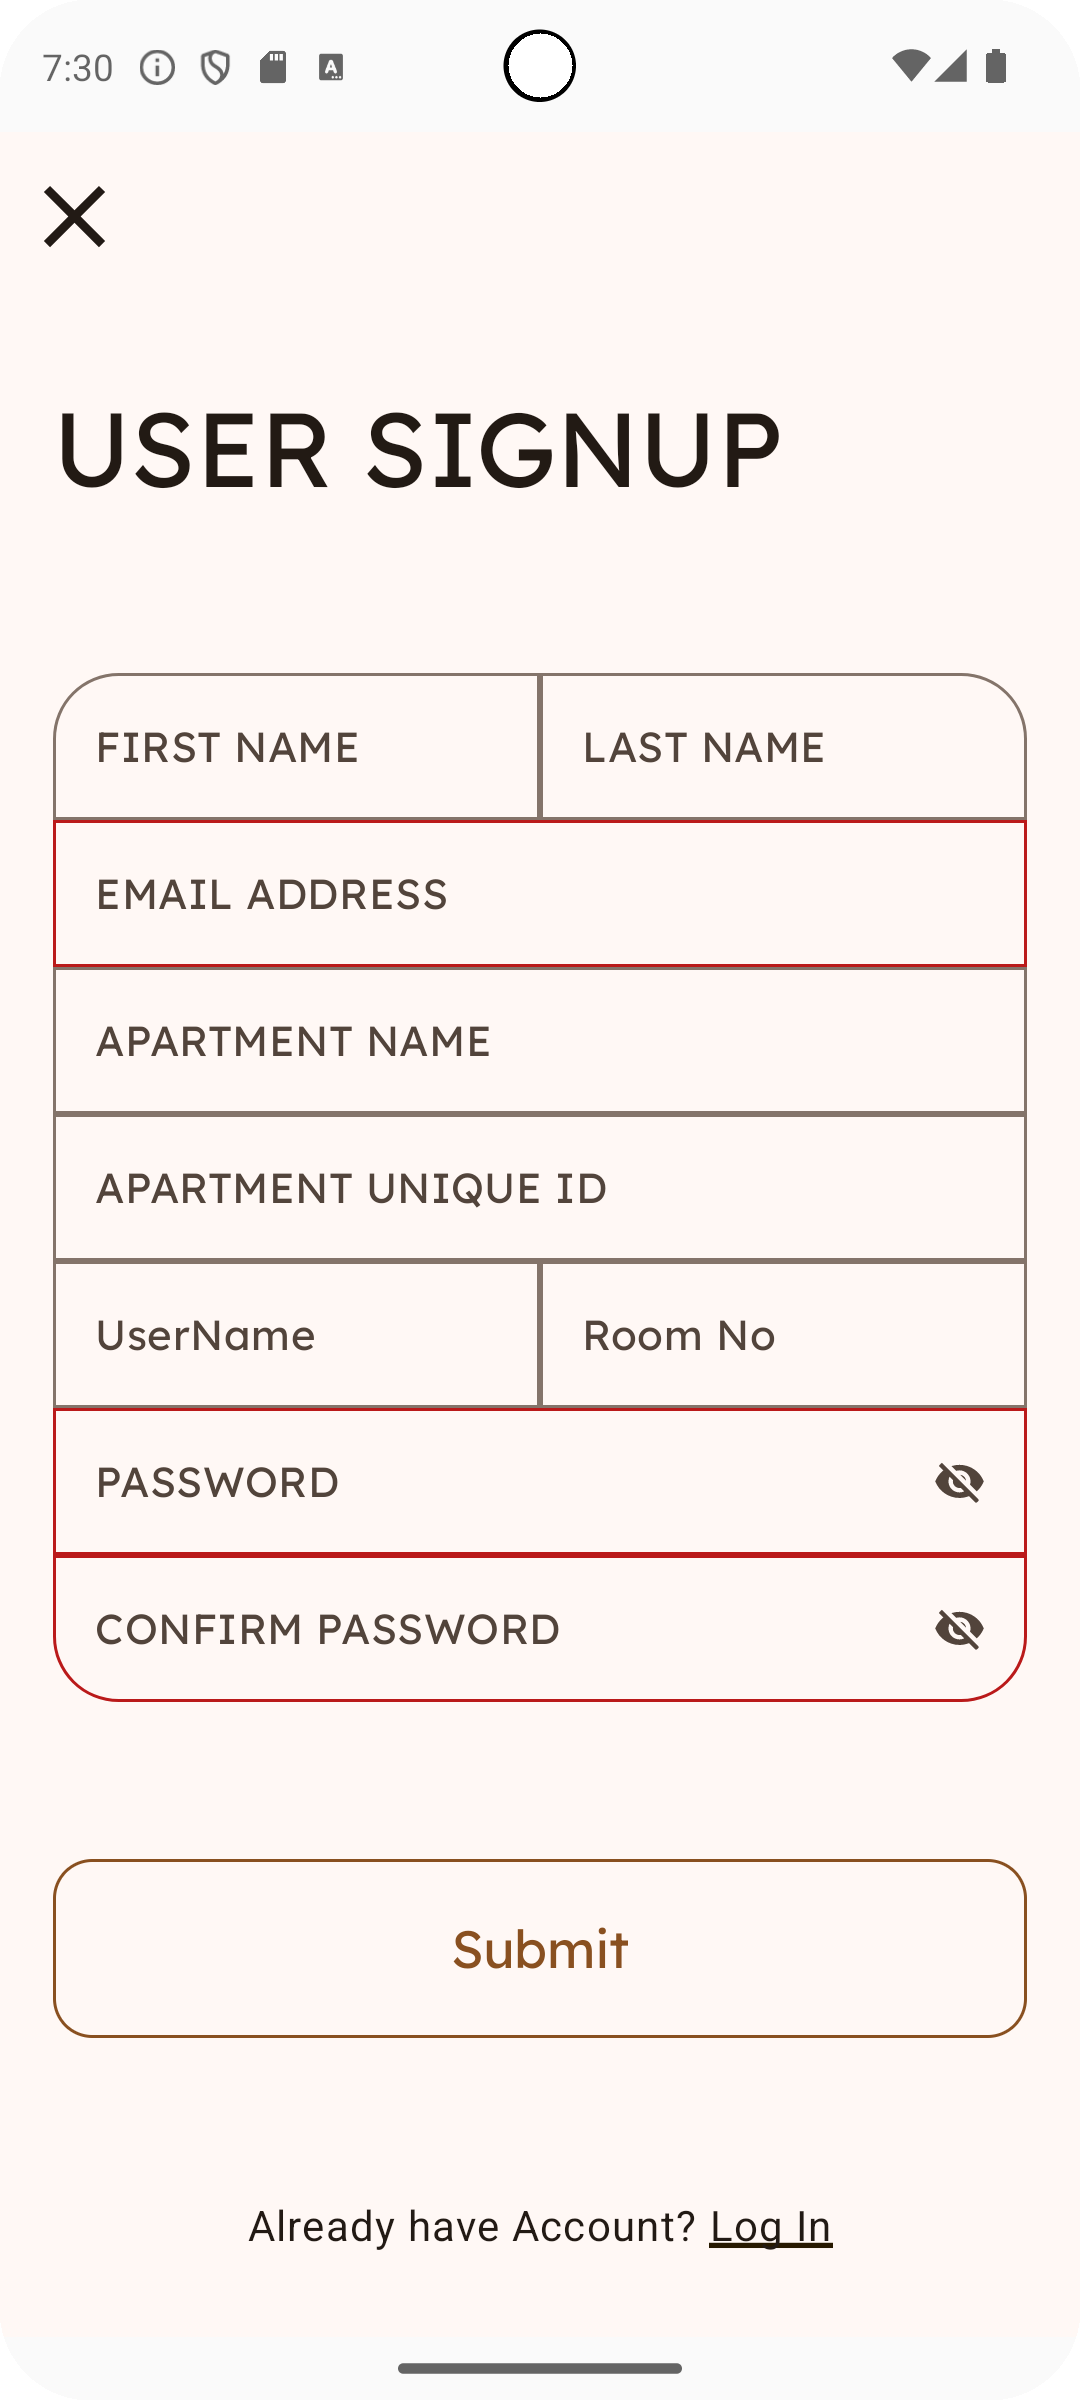 7:30
USER SIGNUP
FIRST NAME LAST NAME
EMAIL ADDRESS
APARTMENT NAME
APARTMENT UNIQUE ID
UserName Room No
PASSWORD
CONFIRM PASSWORD
Submit
Already have Account? Log In